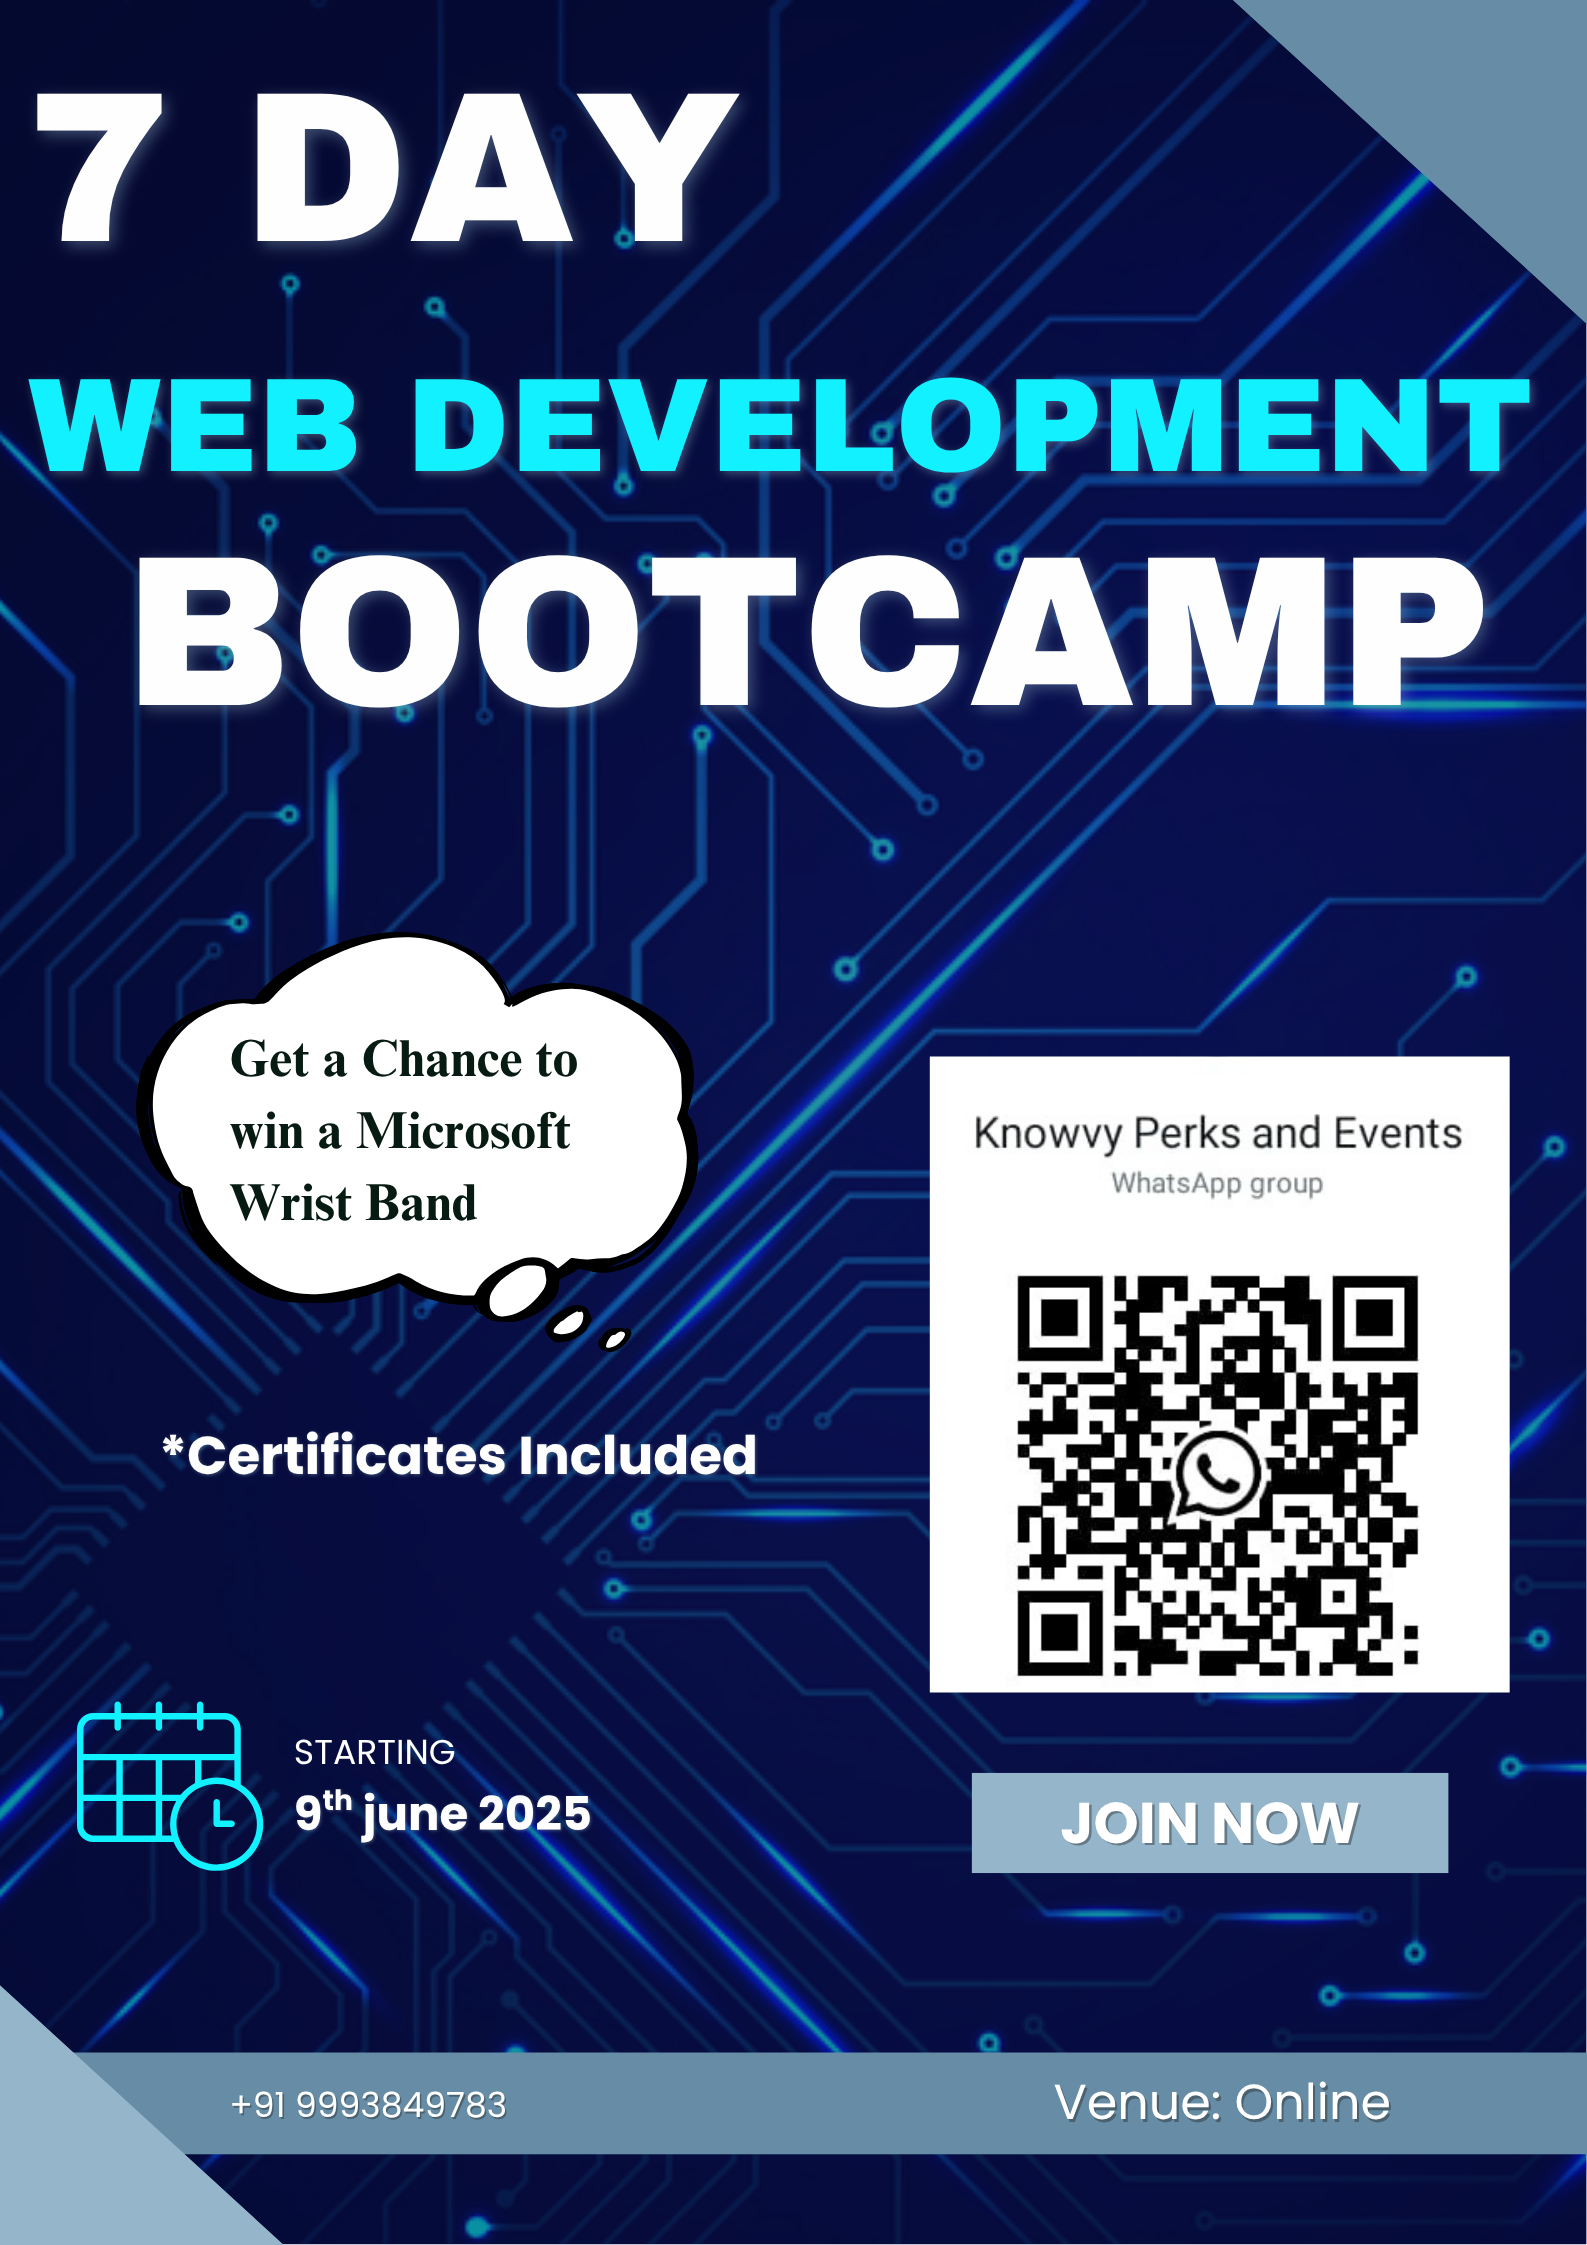 7 DAY
WEB DEVELOPMENT
BOOTCAMP
Get a Chance to
win a Microsoft
Wrist Band
Knowvy Perks and Events
WhatsApp group
*Certificates Included
STARTING
9th june 2025
JOIN NOW
+91 9993849783
Venue: Online